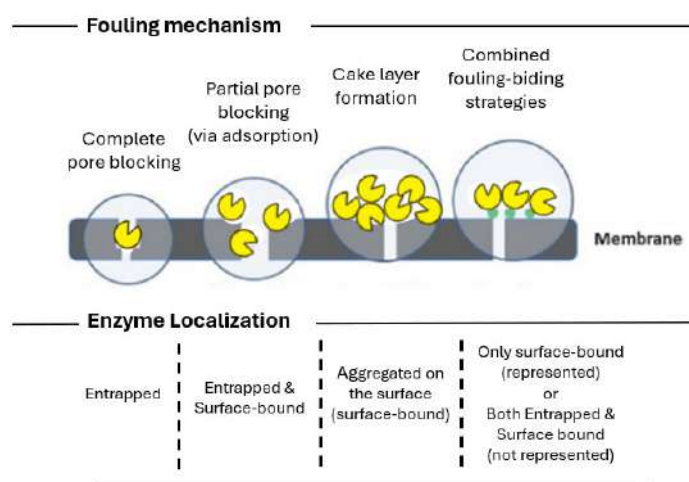 Fouling mechanism
Complete
pore blocking
Partial pore
blocking
(via adsorption)
Cake layer
formation
Combined
fouling-biding
strategies
Membrane
Enzyme Localization
Entrapped
Entrapped &
Surface-bound
Aggregated on
the surface
(surface-bound)
Only surface-bound
(represented)
or
Both Entrapped &
Surface bound
(not represented)